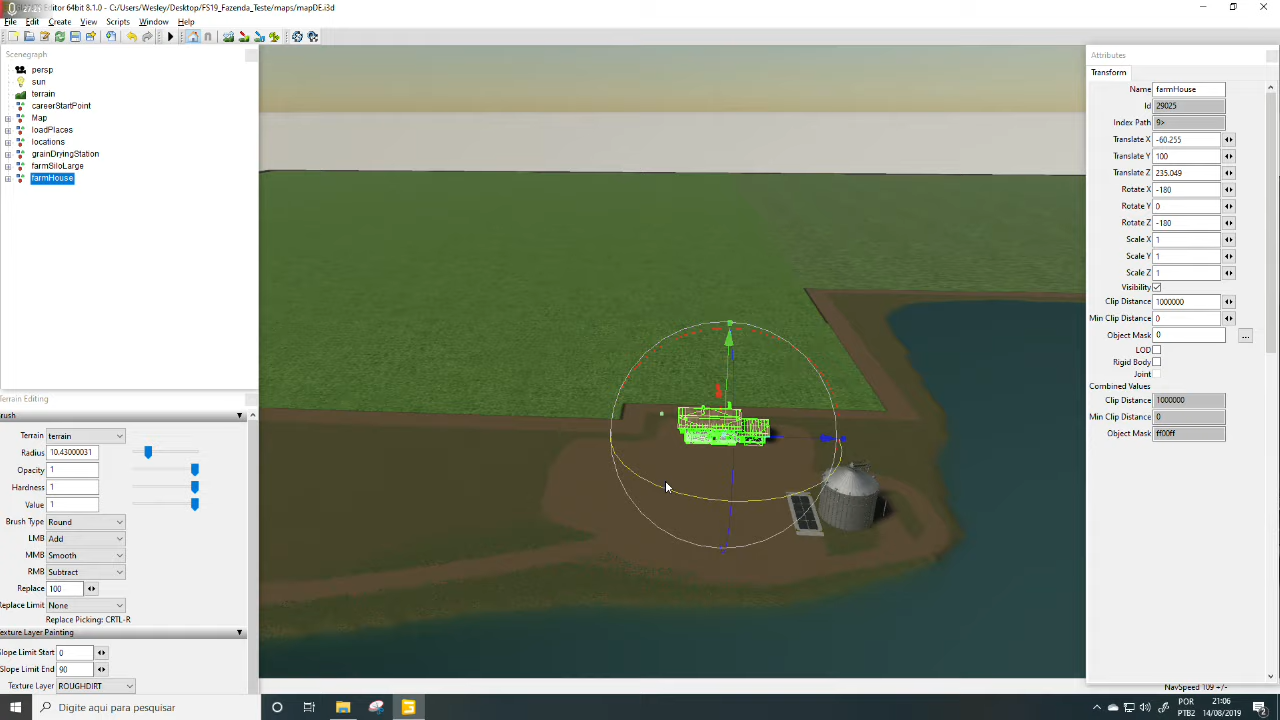 Editor 64bit 8.1.0 - C:/Users/Wesley/Desktop/FS19_Fazenda_Teste/maps/mapDE.i3d
File Edit Create View Scripts Window Help
Scenegraph
persp
sun
terrain
careerStartPoint
Map
loadPlaces
locations
grainDryingStation
farmSiloLarge
farmHouse
Terrain Editing
Brush
Terrain terrain
Radius 10.43000031
Opacity 1
Hardness 1
Value 1
Brush Type Round
LMB Add
MMB Smooth
RMB Subtract
Replace 100
Replace Limit None
Replace Picking: CRTL-R
Texture Layer Painting
Slope Limit Start 0
Slope Limit End 90
Texture Layer ROUGHDIRT
Attributes
Transform
Name farmHouse
Id 29025
Index Path 9>
Translate X -60.255
Translate Y 100
Translate Z 235.049
Rotate X -180
Rotate Y 0
Rotate Z -180
Scale X 1
Scale Y 1
Scale Z 1
Visibility
Clip Distance 1000000
Min Clip Distance 0
Object Mask 0 ...
LOD
Rigid Body
Joint
Combined Values
Clip Distance 1000000
Min Clip Distance 0
Object Mask ff00ff
NavSpeed 109 +/-
Digite aqui para pesquisar
POR
PTB2
21:06
14/08/2019
2